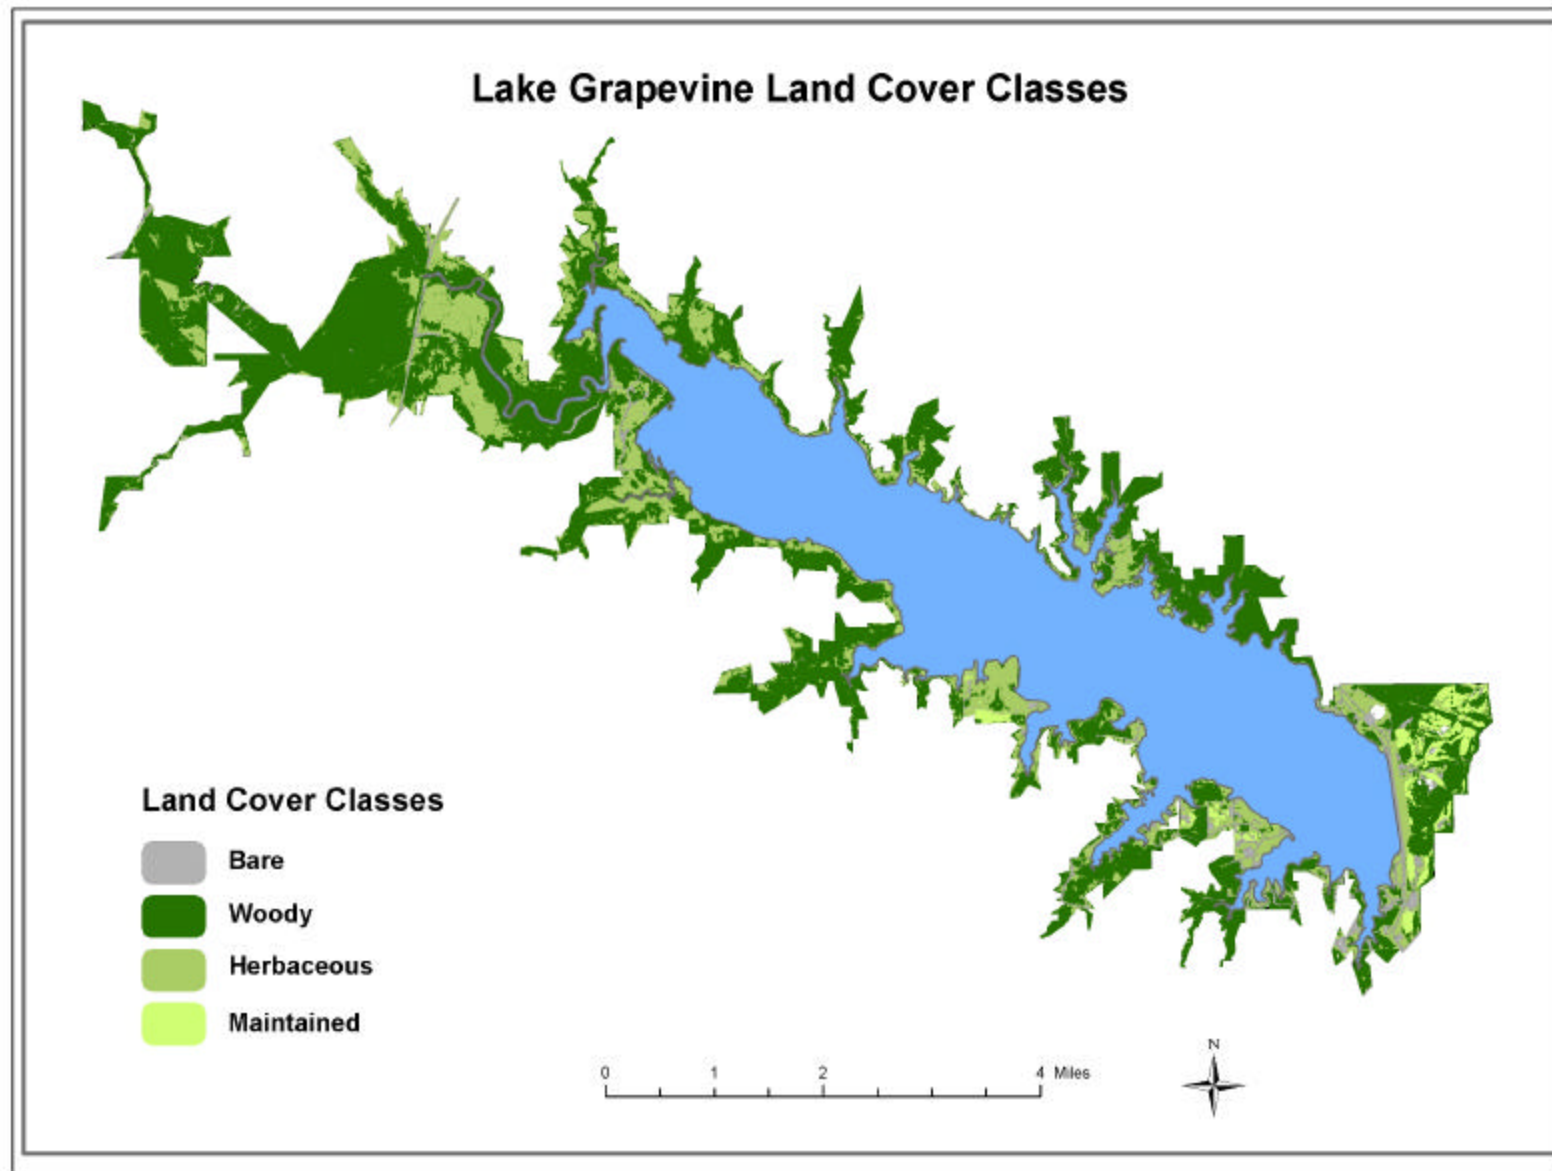 Lake Grapevine Land Cover Classes
Land Cover Classes
Bare
Woody
Herbaceous
Maintained
0 1 2 4 Miles
N